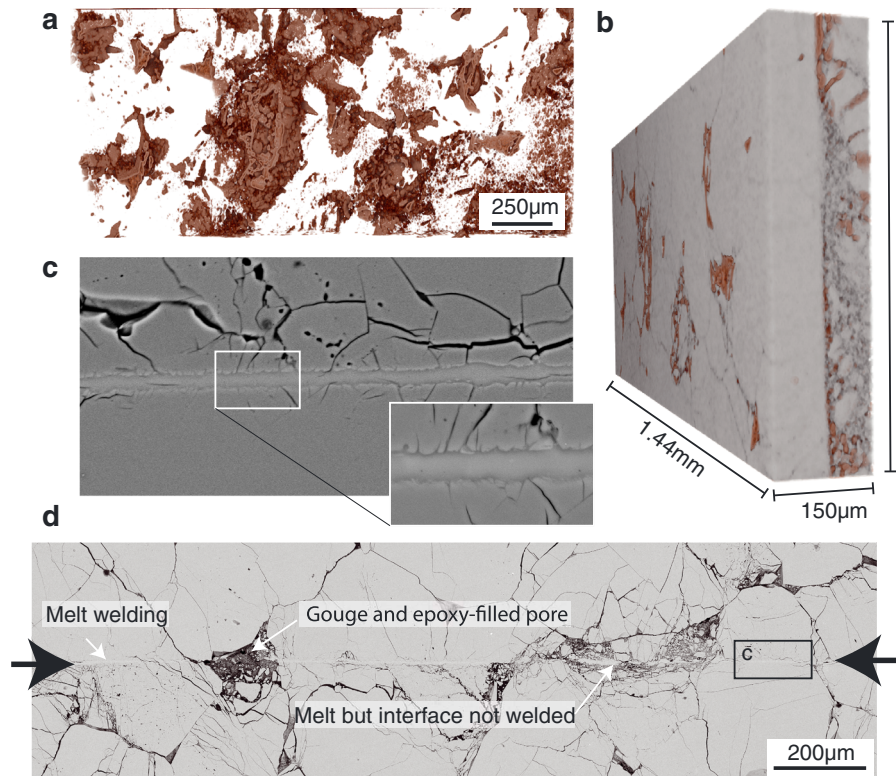 a
250µm
b
1.44mm
150µm
c
d
Melt welding
Gouge and epoxy-filled pore
c
Melt but interface not welded
200µm